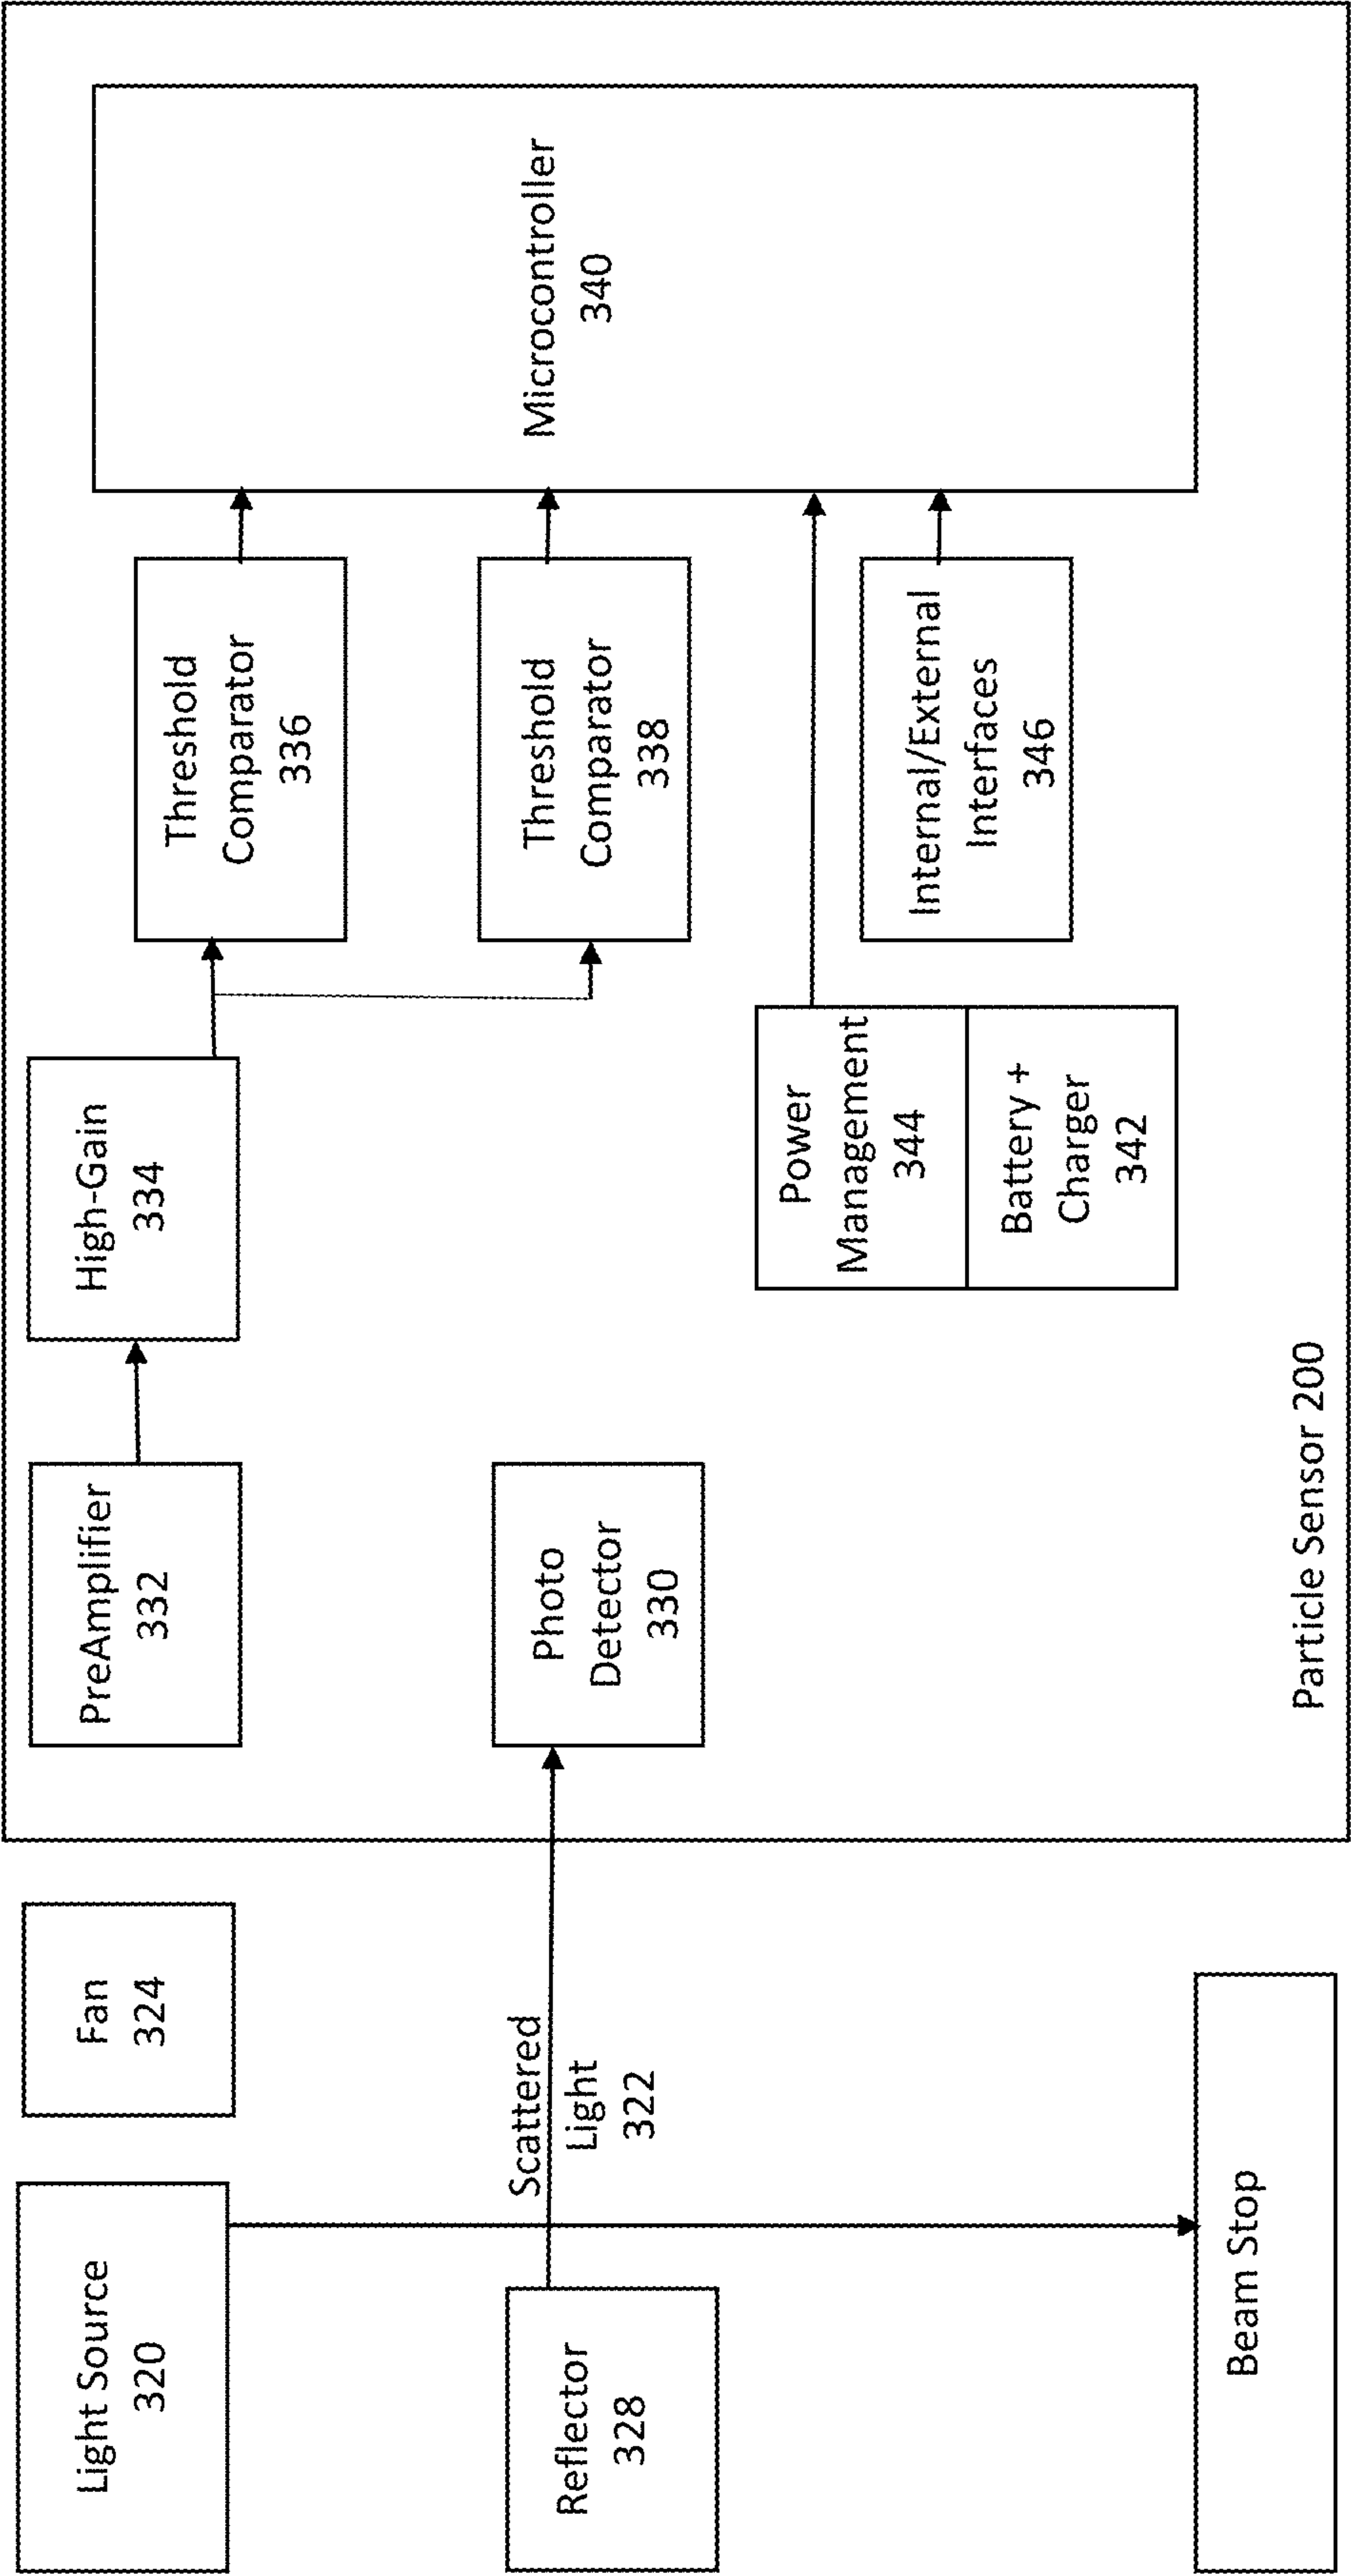 Light Source
320
Fan
324
PreAmplifier
332
High-Gain
334
Threshold
Comparator
336
Microcontroller
340
Reflector
328
Scattered
Light
322
Photo
Detector
330
Threshold
Comparator
338
Power
Management
344
Battery +
Charger
342
Internal/External
Interfaces
346
Beam Stop
Particle Sensor 200